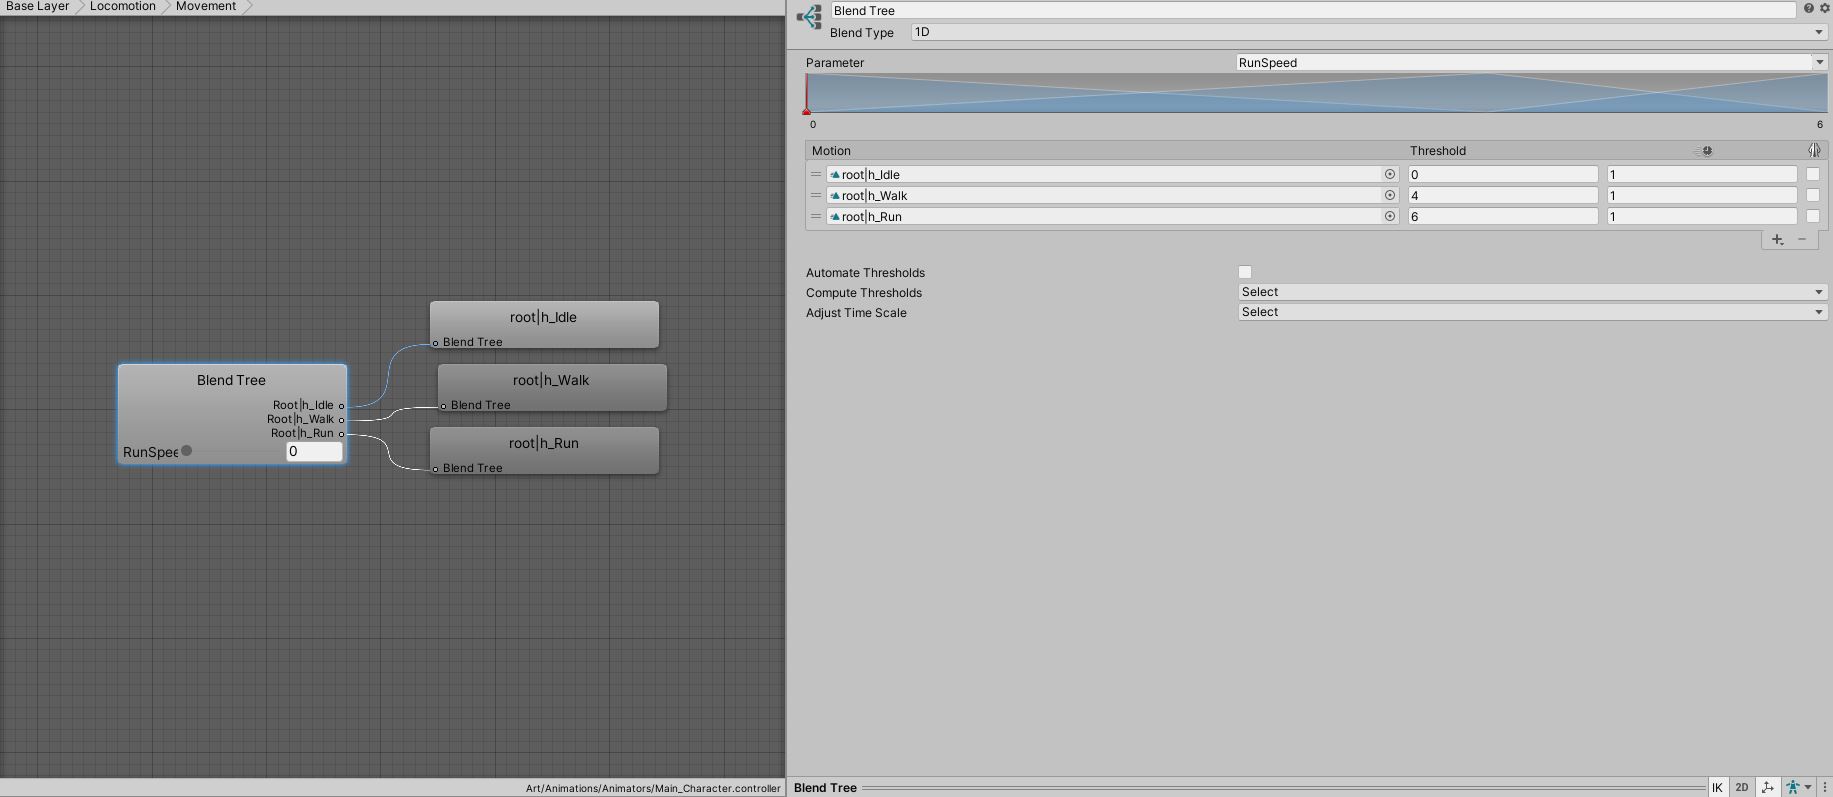 Base Layer Locomotion Movement
Blend Tree
Blend Type 1D
Parameter RunSpeed
0 6
Motion Threshold
root|h_Idle 0 1
root|h_Walk 4 1
root|h_Run 6 1
+ −
Automate Thresholds
Compute Thresholds Select
Adjust Time Scale Select
root|h_Idle
Blend Tree
root|h_Walk
Blend Tree
root|h_Run
Blend Tree
Blend Tree
Root|h_Idle
Root|h_Walk
Root|h_Run
RunSpee 0
Art/Animations/Animators/Main_Character.controller
Blend Tree IK 2D